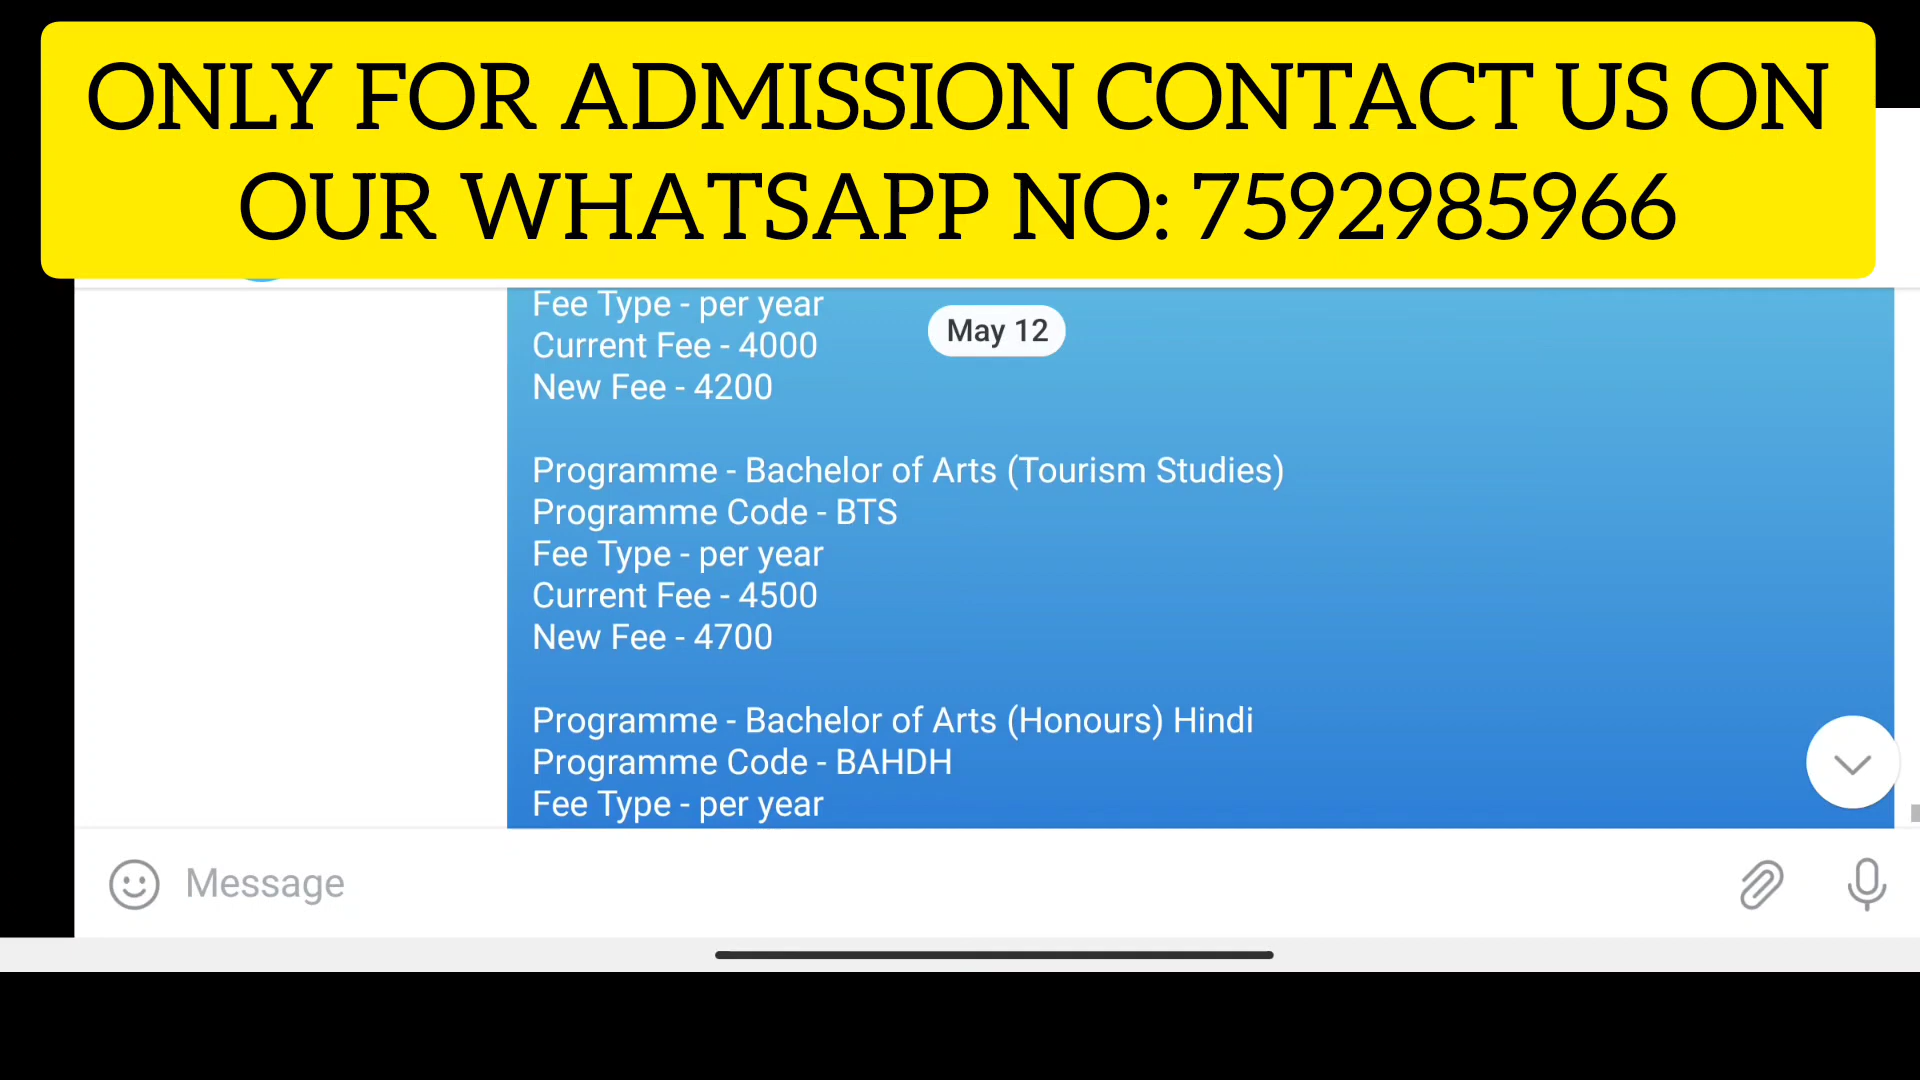 ONLY FOR ADMISSION CONTACT US ON
OUR WHATSAPP NO: 7592985966
Fee Type - per year
May 12
Current Fee - 4000
New Fee - 4200
Programme - Bachelor of Arts (Tourism Studies)
Programme Code - BTS
Fee Type - per year
Current Fee - 4500
New Fee - 4700
Programme - Bachelor of Arts (Honours) Hindi
Programme Code - BAHDH
Fee Type - per year
Message